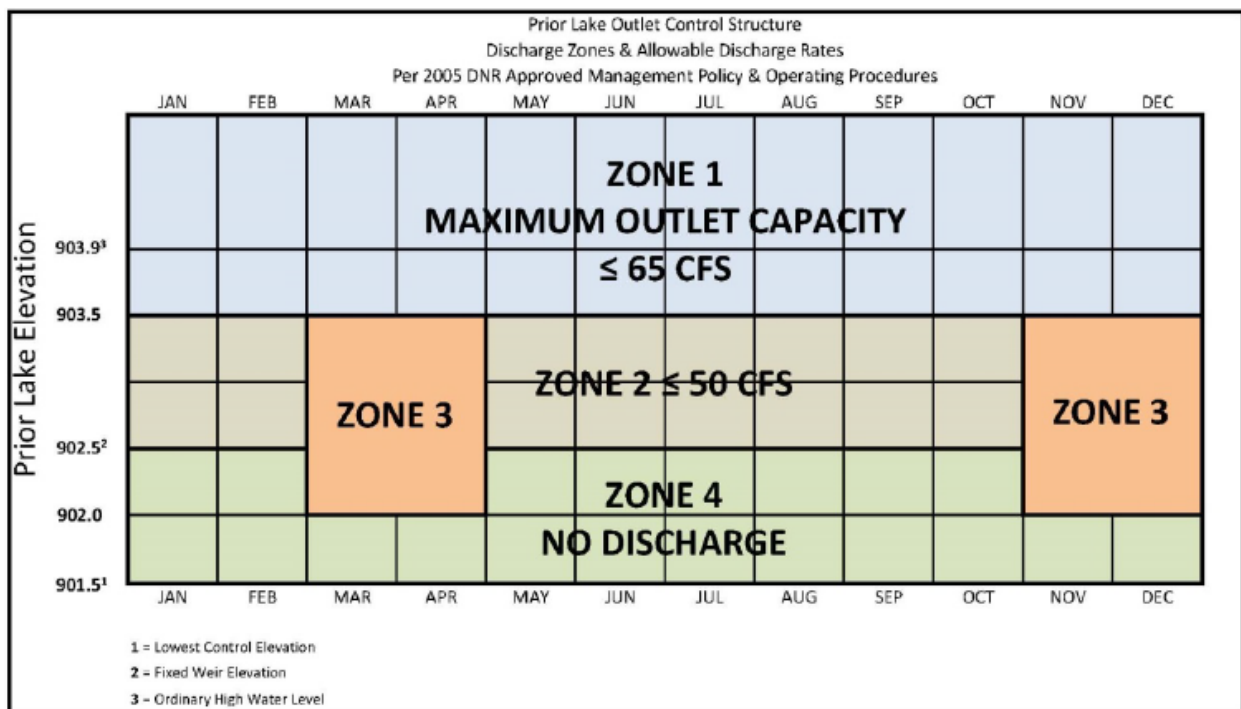 Prior Lake Outlet Control Structure
Discharge Zones & Allowable Discharge Rates
Per 2005 DNR Approved Management Policy & Operating Procedures
JAN FEB MAR APR MAY JUN JUL AUG SEP OCT NOV DEC
Prior Lake Elevation
ZONE 1
MAXIMUM OUTLET CAPACITY
903.9³
≤ 65 CFS
903.5
ZONE 2 ≤ 50 CFS
ZONE 3
ZONE 3
902.5²
ZONE 4
902.0
NO DISCHARGE
901.5¹
JAN FEB MAR APR MAY JUN JUL AUG SEP OCT NOV DEC
1 = Lowest Control Elevation
2 = Fixed Weir Elevation
3 – Ordinary High Water Level